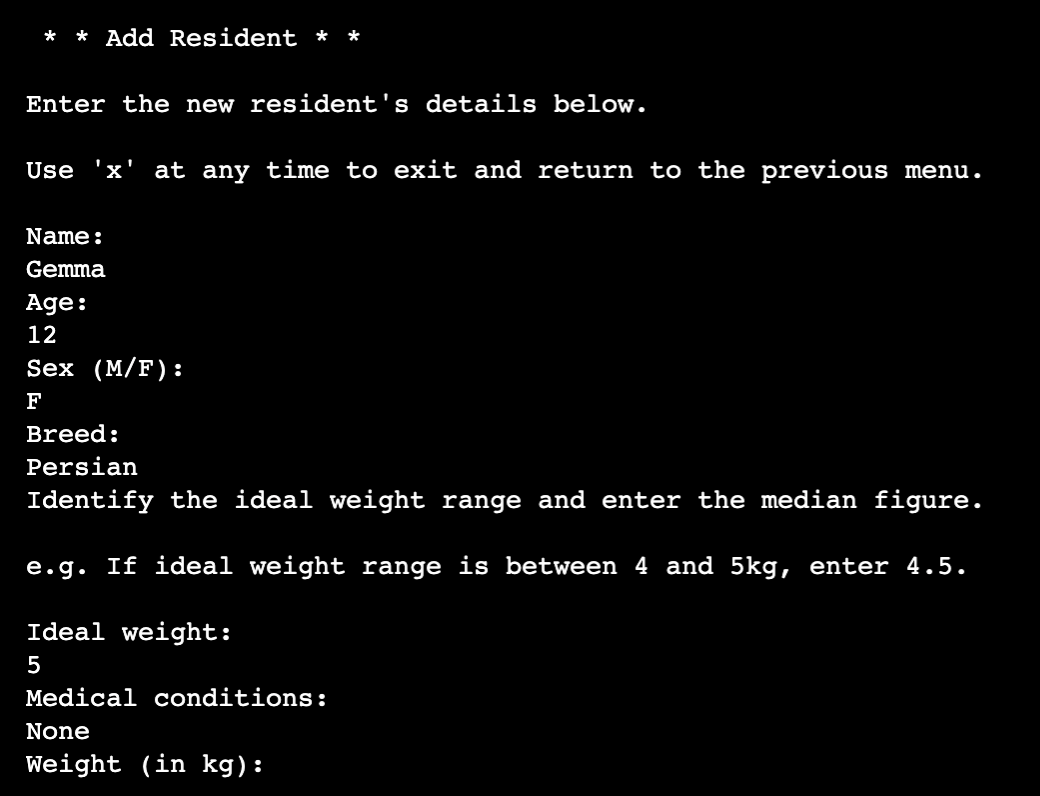 * * Add Resident * *
Enter the new resident's details below.
Use 'x' at any time to exit and return to the previous menu.
Name:
Gemma
Age:
12
Sex (M/F):
F
Breed:
Persian
Identify the ideal weight range and enter the median figure.
e.g. If ideal weight range is between 4 and 5kg, enter 4.5.
Ideal weight:
5
Medical conditions:
None
Weight (in kg):